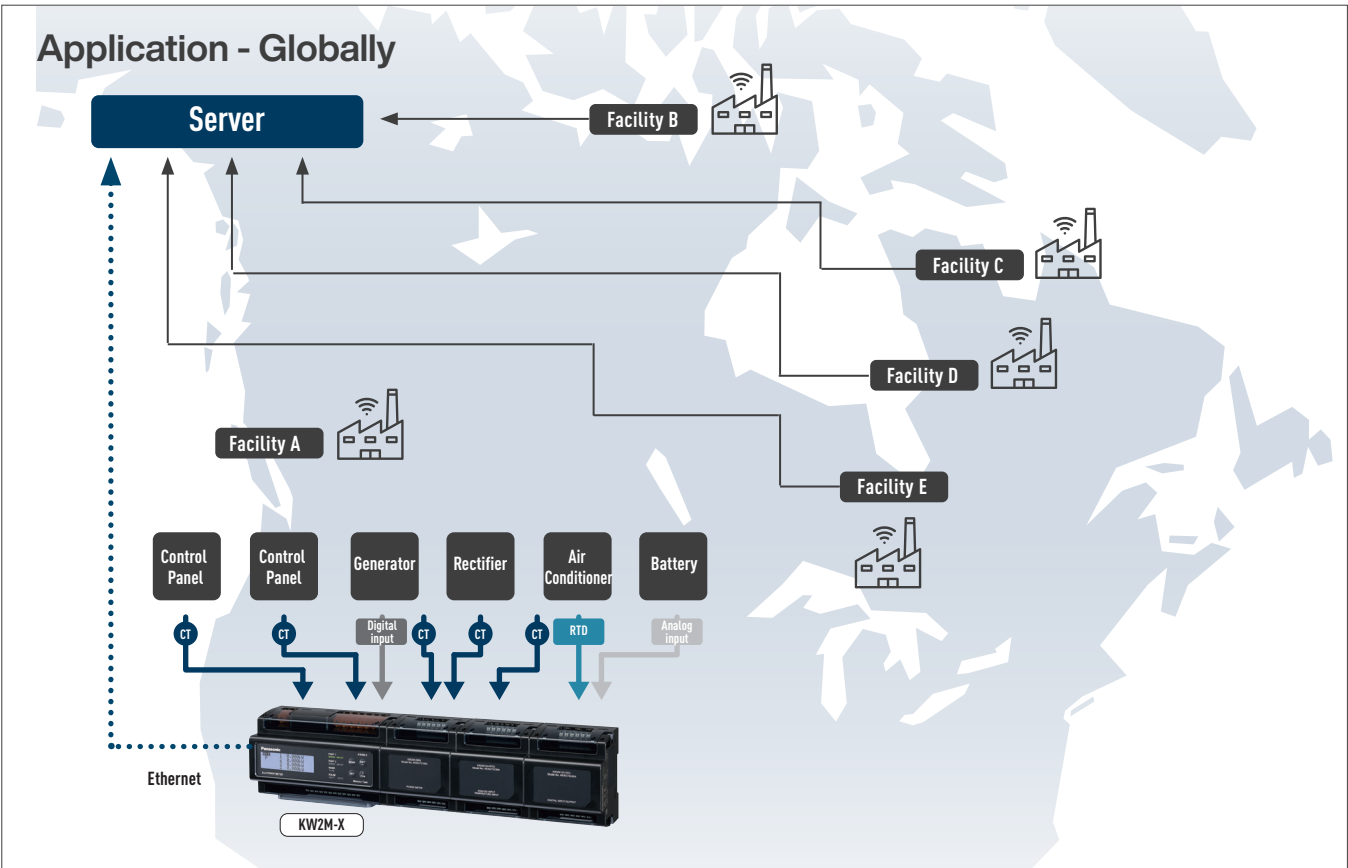 Application - Globally
Server
Facility B
Facility C
Facility D
Facility A
Facility E
Control
Panel
Control
Panel
Generator
Rectifier
Air
Conditioner
Battery
CT
CT
Digital
input
CT
CT
CT
RTD
Analog
input
Panasonic
Ethernet
KW2M-X